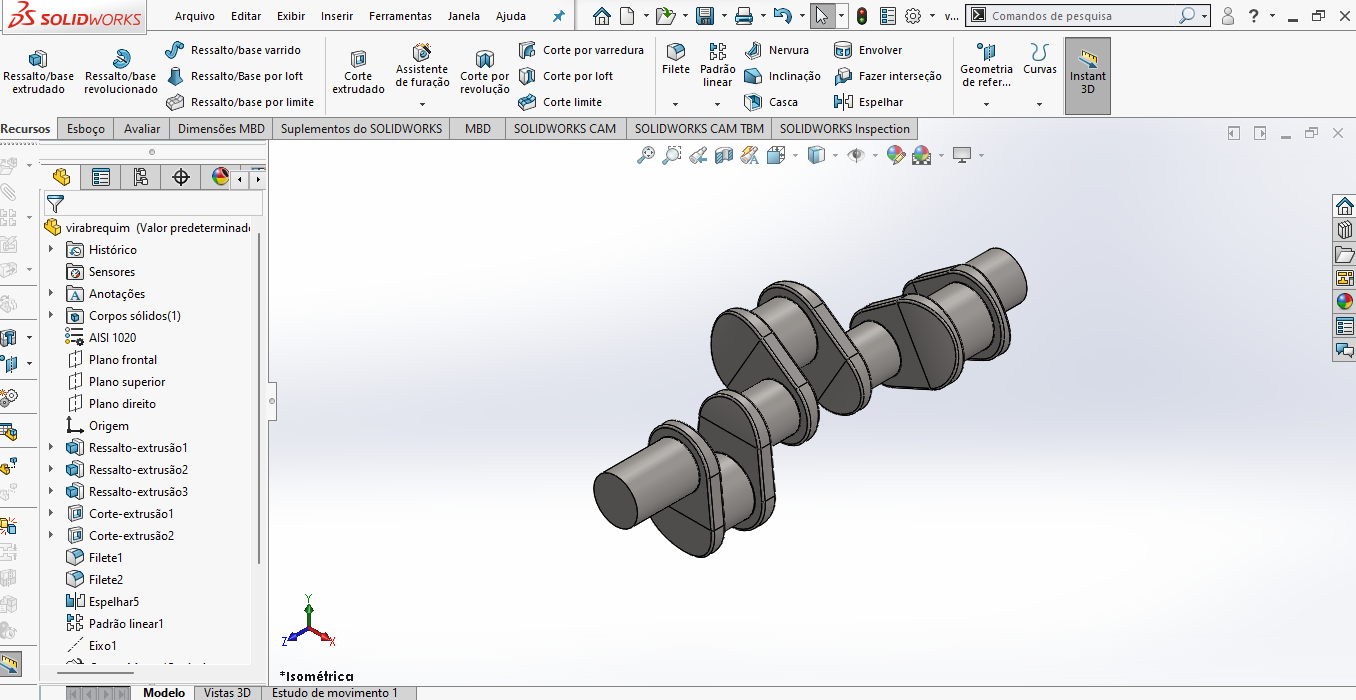 SOLIDWORKS
Arquivo Editar Exibir Inserir Ferramentas Janela Ajuda
v...
Comandos de pesquisa
Ressalto/base extrudado
Ressalto/base revolucionado
Ressalto/base varrido
Ressalto/Base por loft
Ressalto/base por limite
Corte extrudado
Assistente de furação
Corte por revolução
Corte por varredura
Corte por loft
Corte limite
Filete
Padrão linear
Nervura
Inclinação
Casca
Envolver
Fazer interseção
Espelhar
Geometria de refer...
Curvas
Instant 3D
Recursos Esboço Avaliar Dimensões MBD Suplementos do SOLIDWORKS MBD SOLIDWORKS CAM SOLIDWORKS CAM TBM SOLIDWORKS Inspection
virabrequim (Valor predeterminad
Histórico
Sensores
Anotações
Corpos sólidos(1)
AISI 1020
Plano frontal
Plano superior
Plano direito
Origem
Ressalto-extrusão1
Ressalto-extrusão2
Ressalto-extrusão3
Corte-extrusão1
Corte-extrusão2
Filete1
Filete2
Espelhar5
Padrão linear1
Eixo1
Y
Z
X
*Isométrica
Modelo Vistas 3D Estudo de movimento 1